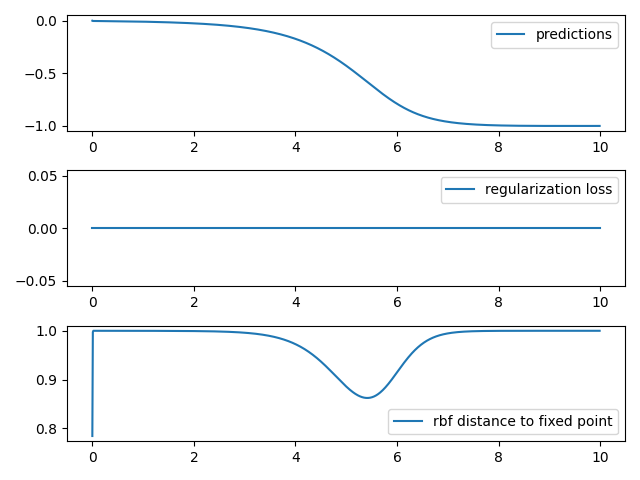 0.0
predictions
−0.5
−1.0
0 2 4 6 8 10
0.05
regularization loss
0.00
−0.05
0 2 4 6 8 10
1.0
0.9
rbf distance to fixed point
0.8
0 2 4 6 8 10